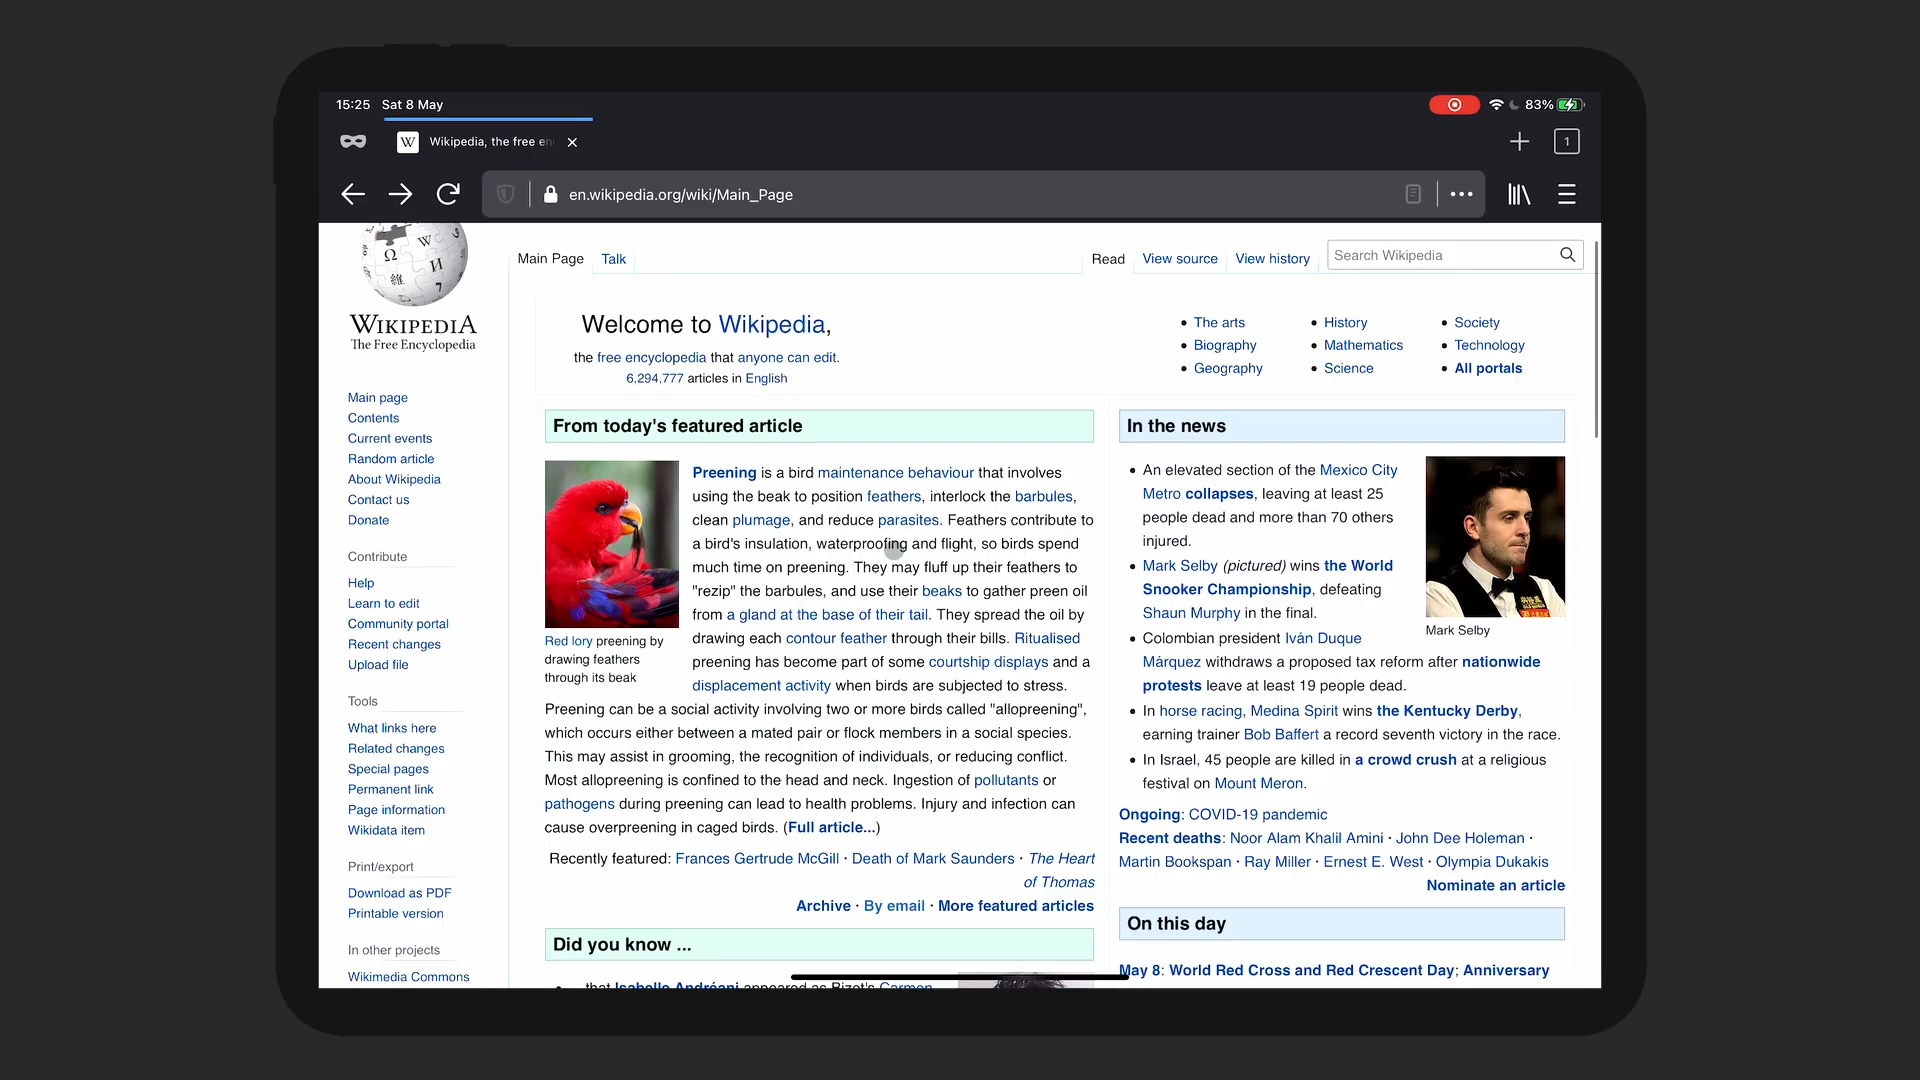 15:25 Sat 8 May
83%
Wikipedia, the free en
1
en.wikipedia.org/wiki/Main_Page
WIKIPEDIA
The Free Encyclopedia
Main page
Contents
Current events
Random article
About Wikipedia
Contact us
Donate
Contribute
Help
Learn to edit
Community portal
Recent changes
Upload file
Tools
What links here
Related changes
Special pages
Permanent link
Page information
Wikidata item
Print/export
Download as PDF
Printable version
In other projects
Wikimedia Commons
Main Page Talk
Read View source View history
Search Wikipedia
Welcome to Wikipedia,
the free encyclopedia that anyone can edit.
6,294,777 articles in English
The arts
Biography
Geography
History
Mathematics
Science
Society
Technology
All portals
From today's featured article
Preening is a bird maintenance behaviour that involves
using the beak to position feathers, interlock the barbules,
clean plumage, and reduce parasites. Feathers contribute to
a bird's insulation, waterproofing and flight, so birds spend
much time on preening. They may fluff up their feathers to
"rezip" the barbules, and use their beaks to gather preen oil
from a gland at the base of their tail. They spread the oil by
drawing each contour feather through their bills. Ritualised
preening has become part of some courtship displays and a
displacement activity when birds are subjected to stress.
Red lory preening by
drawing feathers
through its beak
Preening can be a social activity involving two or more birds called "allopreening",
which occurs either between a mated pair or flock members in a social species.
This may assist in grooming, the recognition of individuals, or reducing conflict.
Most allopreening is confined to the head and neck. Ingestion of pollutants or
pathogens during preening can lead to health problems. Injury and infection can
cause overpreening in caged birds. (Full article...)
Recently featured: Frances Gertrude McGill · Death of Mark Saunders · The Heart
of Thomas
Archive · By email · More featured articles
Did you know ...
that Isabelle Andréani appeared as Bizet's Carmen
In the news
An elevated section of the Mexico City
Metro collapses, leaving at least 25
people dead and more than 70 others
injured.
Mark Selby (pictured) wins the World
Snooker Championship, defeating
Shaun Murphy in the final.
Mark Selby
Colombian president Iván Duque
Márquez withdraws a proposed tax reform after nationwide
protests leave at least 19 people dead.
In horse racing, Medina Spirit wins the Kentucky Derby,
earning trainer Bob Baffert a record seventh victory in the race.
In Israel, 45 people are killed in a crowd crush at a religious
festival on Mount Meron.
Ongoing: COVID-19 pandemic
Recent deaths: Noor Alam Khalil Amini · John Dee Holeman ·
Martin Bookspan · Ray Miller · Ernest E. West · Olympia Dukakis
Nominate an article
On this day
May 8: World Red Cross and Red Crescent Day; Anniversary